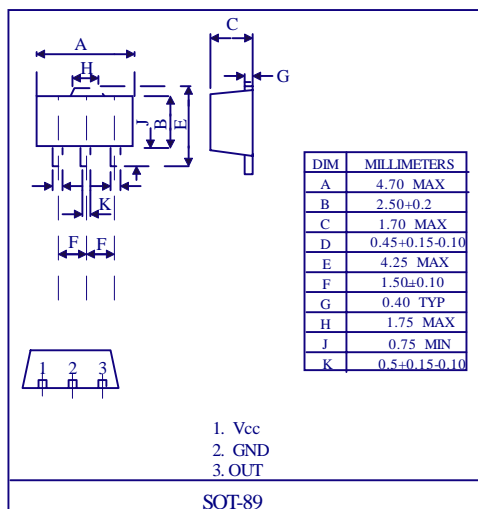 A
H
C
G
J
B
E
K
F
F
DIM MILLIMETERS
A 4.70 MAX
B 2.50+0.2
C 1.70 MAX
D 0.45+0.15-0.10
E 4.25 MAX
F 1.50±0.10
G 0.40 TYP
H 1.75 MAX
J 0.75 MIN
K 0.5+0.15-0.10
1 2 3
1. Vcc
2. GND
3. OUT
SOT-89